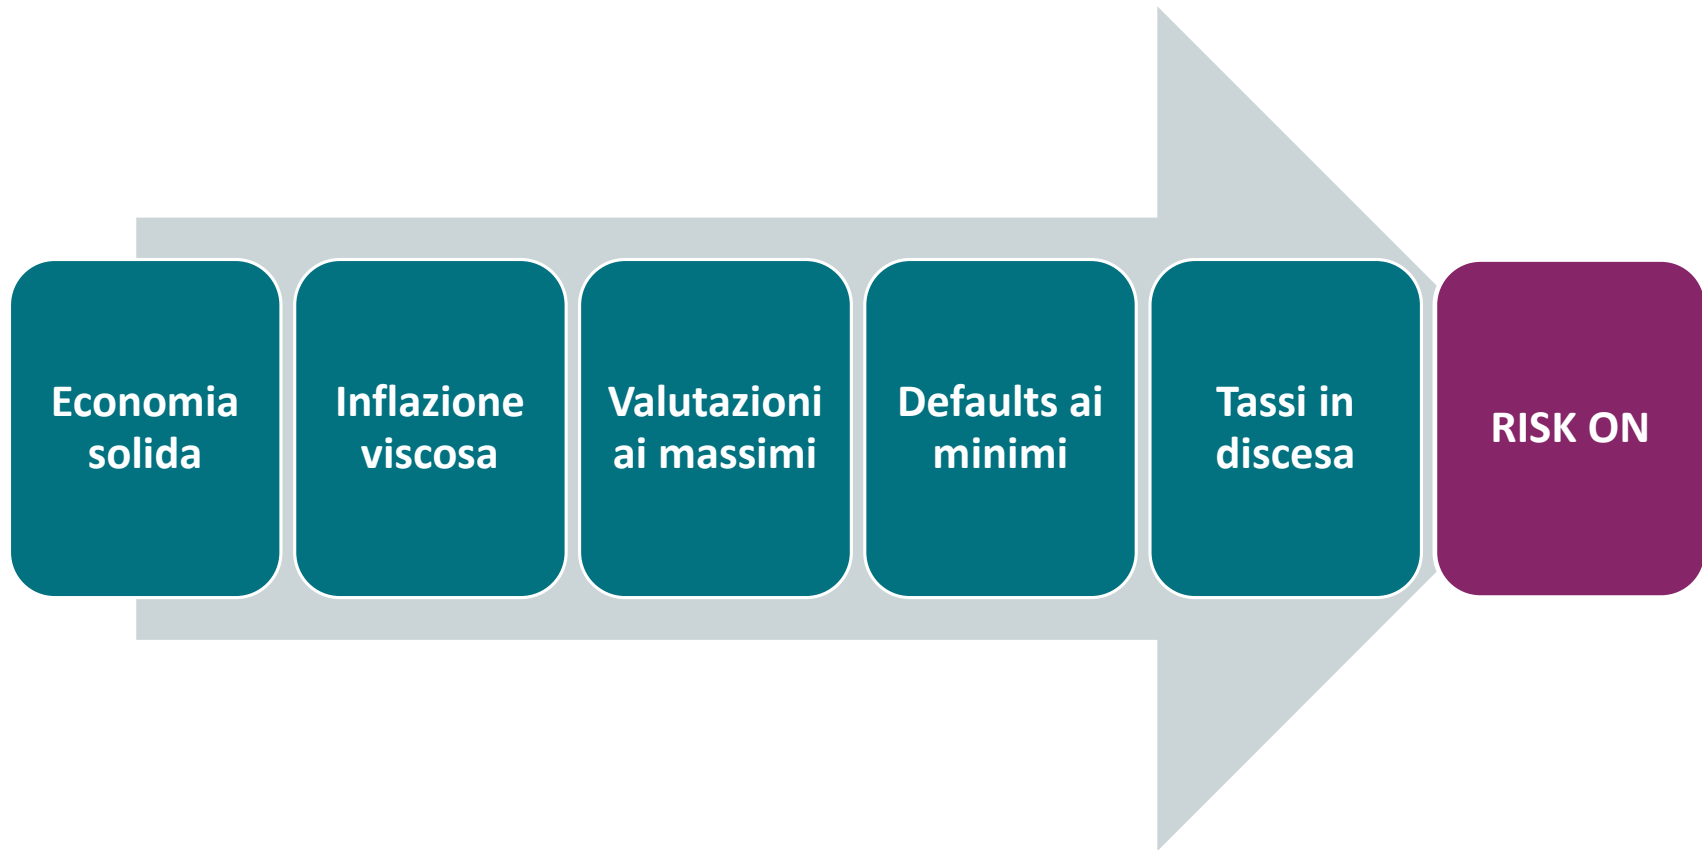 Economia
solida
Inflazione
viscosa
Valutazioni
ai massimi
Defaults ai
minimi
Tassi in
discesa
RISK ON